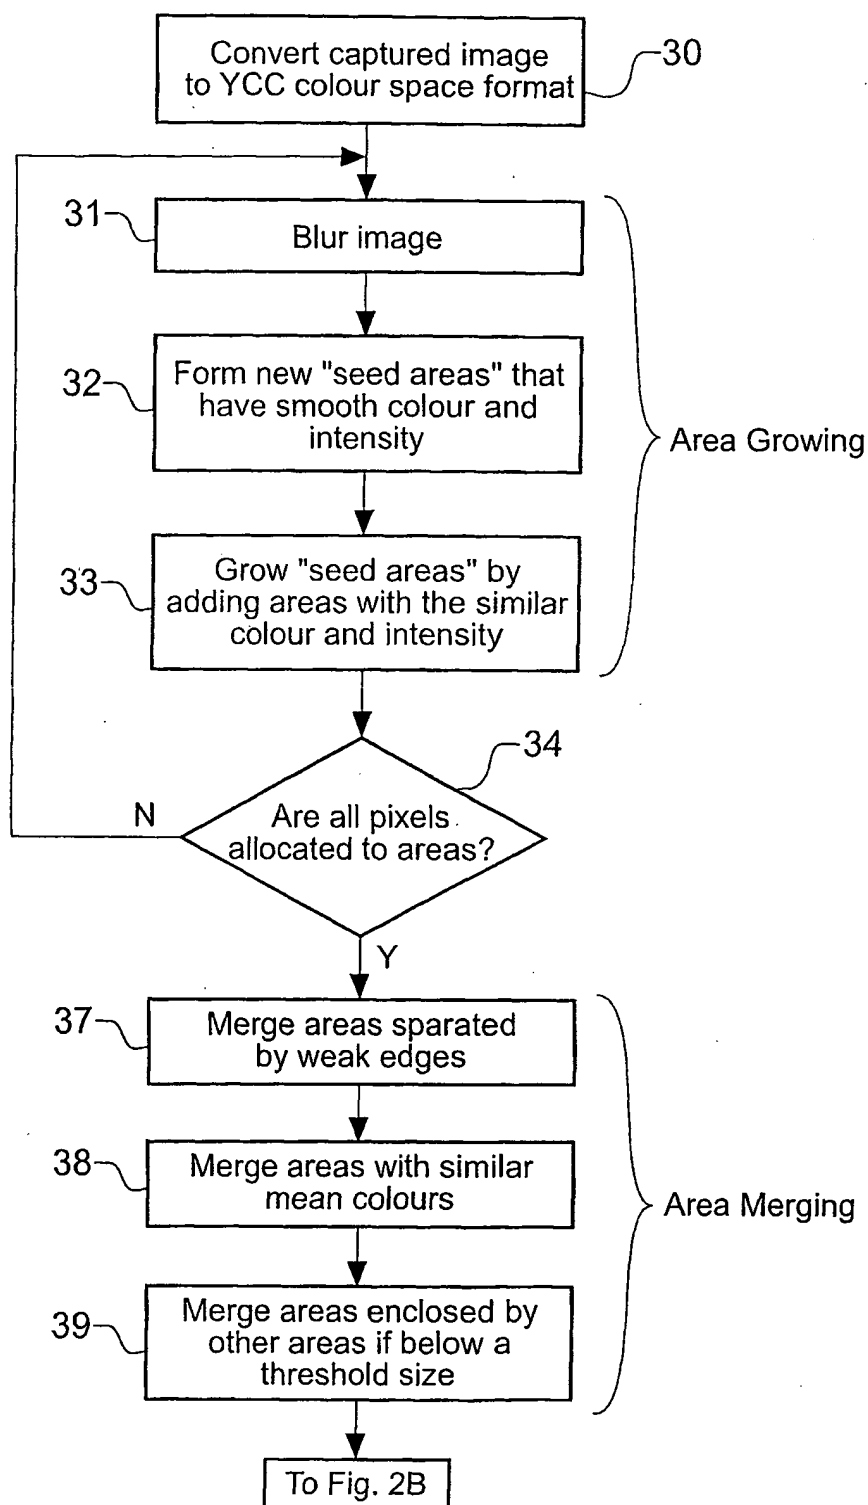 Convert captured image
to YCC colour space format
30
31
Blur image
32
Form new "seed areas" that
have smooth colour and
intensity
Area Growing
33
Grow "seed areas" by
adding areas with the similar
colour and intensity
34
N
Are all pixels
allocated to areas?
Y
37
Merge areas sparated
by weak edges
38
Merge areas with similar
mean colours
Area Merging
39
Merge areas enclosed by
other areas if below a
threshold size
To Fig. 2B